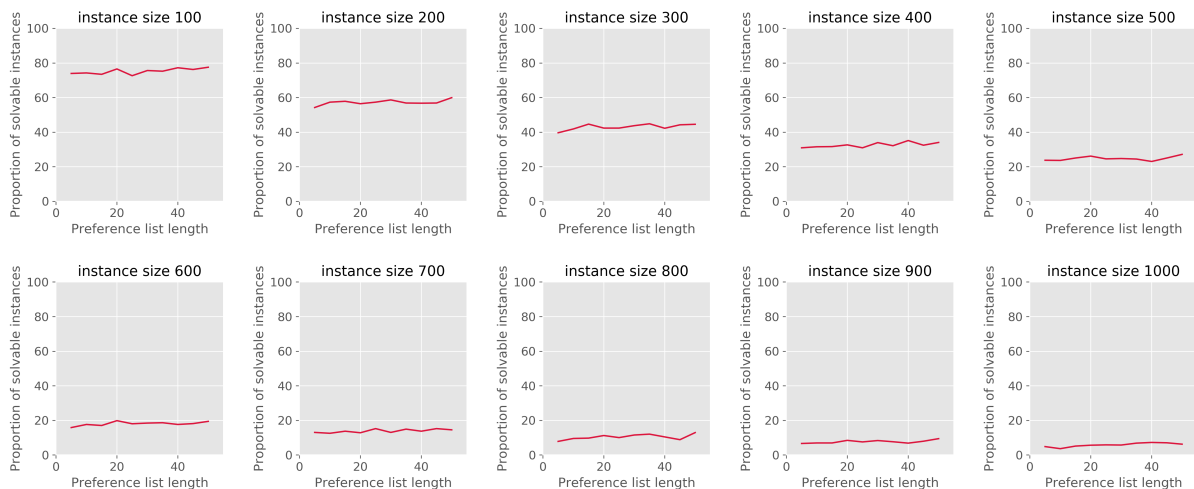 instance size 100
Proportion of solvable instances
100
80
60
40
20
0
0 20 40
Preference list length
instance size 200
Proportion of solvable instances
100
80
60
40
20
0
0 20 40
Preference list length
instance size 300
Proportion of solvable instances
100
80
60
40
20
0
0 20 40
Preference list length
instance size 400
Proportion of solvable instances
100
80
60
40
20
0
0 20 40
Preference list length
instance size 500
Proportion of solvable instances
100
80
60
40
20
0
0 20 40
Preference list length
instance size 600
Proportion of solvable instances
100
80
60
40
20
0
0 20 40
Preference list length
instance size 700
Proportion of solvable instances
100
80
60
40
20
0
0 20 40
Preference list length
instance size 800
Proportion of solvable instances
100
80
60
40
20
0
0 20 40
Preference list length
instance size 900
Proportion of solvable instances
100
80
60
40
20
0
0 20 40
Preference list length
instance size 1000
Proportion of solvable instances
100
80
60
40
20
0
0 20 40
Preference list length